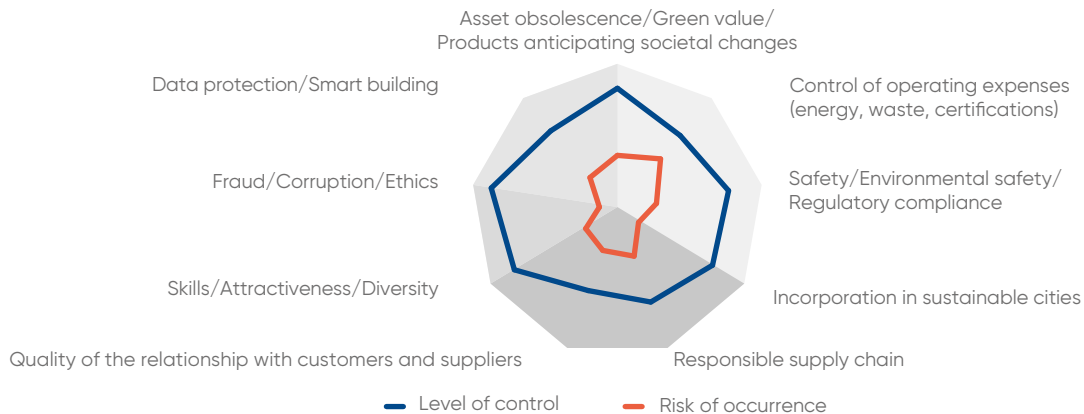 Asset obsolescence/Green value/
Products anticipating societal changes
Data protection/Smart building
Control of operating expenses
(energy, waste, certifications)
Fraud/Corruption/Ethics
Safety/Environmental safety/
Regulatory compliance
Skills/Attractiveness/Diversity
Incorporation in sustainable cities
Quality of the relationship with customers and suppliers
Responsible supply chain
Level of control
Risk of occurrence